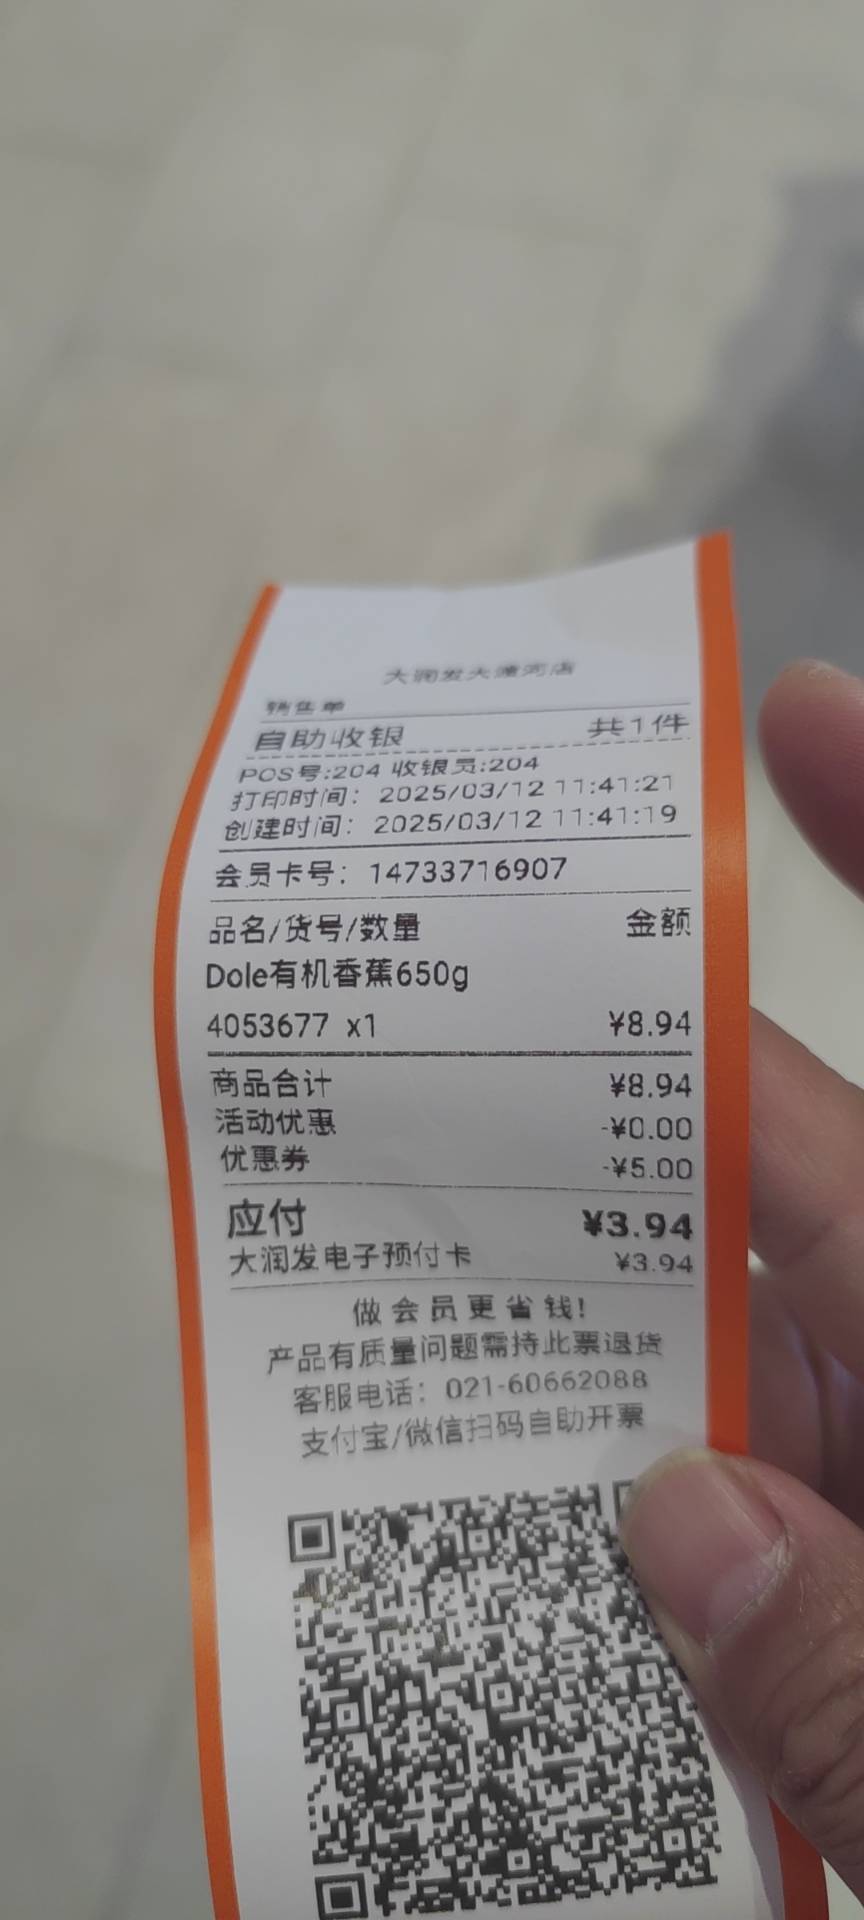 大润发天潼河店
销售单
自助收银 共1件
POS号:204 收银员:204
打印时间：2025/03/12 11:41:21
创建时间：2025/03/12 11:41:19
会员卡号：14733716907
品名/货号/数量 金额
Dole有机香蕉650g
4053677 x1 ¥8.94
商品合计 ¥8.94
活动优惠 -¥0.00
优惠券 -¥5.00
应付 ¥3.94
大润发电子预付卡 ¥3.94
做会员更省钱!
产品有质量问题需持此票退货
客服电话：021-60662088
支付宝/微信扫码自助开票